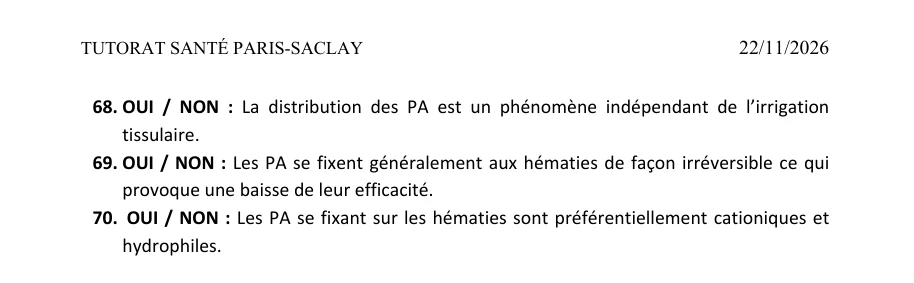 TUTORAT SANTÉ PARIS-SACLAY 22/11/2026
68. OUI / NON : La distribution des PA est un phénomène indépendant de l’irrigation
tissulaire.
69. OUI / NON : Les PA se fixent généralement aux hématies de façon irréversible ce qui
provoque une baisse de leur efficacité.
70. OUI / NON : Les PA se fixant sur les hématies sont préférentiellement cationiques et
hydrophiles.